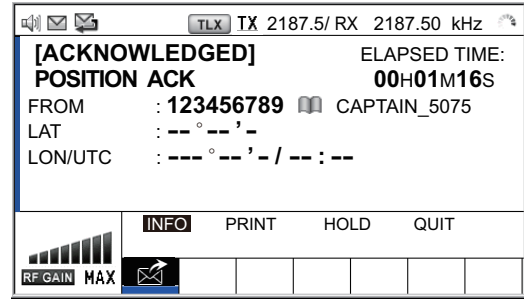 TLX TX 2187.5/ RX 2187.50 kHz
[ACKNOWLEDGED] ELAPSED TIME:
POSITION ACK 00H01M16S
FROM : 123456789 CAPTAIN_5075
LAT : -- ° -- ’ -
LON/UTC : --- ° -- ’ - / -- : --
INFO PRINT HOLD QUIT
RF GAIN MAX